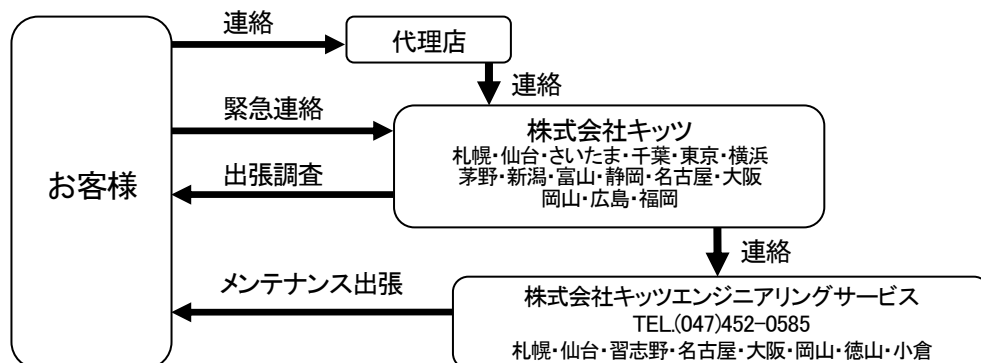 連絡
代理店
連絡
緊急連絡
株式会社キッツ
札幌・仙台・さいたま・千葉・東京・横浜
茅野・新潟・富山・静岡・名古屋・大阪
岡山・広島・福岡
お客様
出張調査
連絡
メンテナンス出張
株式会社キッツエンジニアリングサービス
TEL.(047)452-0585
札幌・仙台・習志野・名古屋・大阪・岡山・徳山・小倉